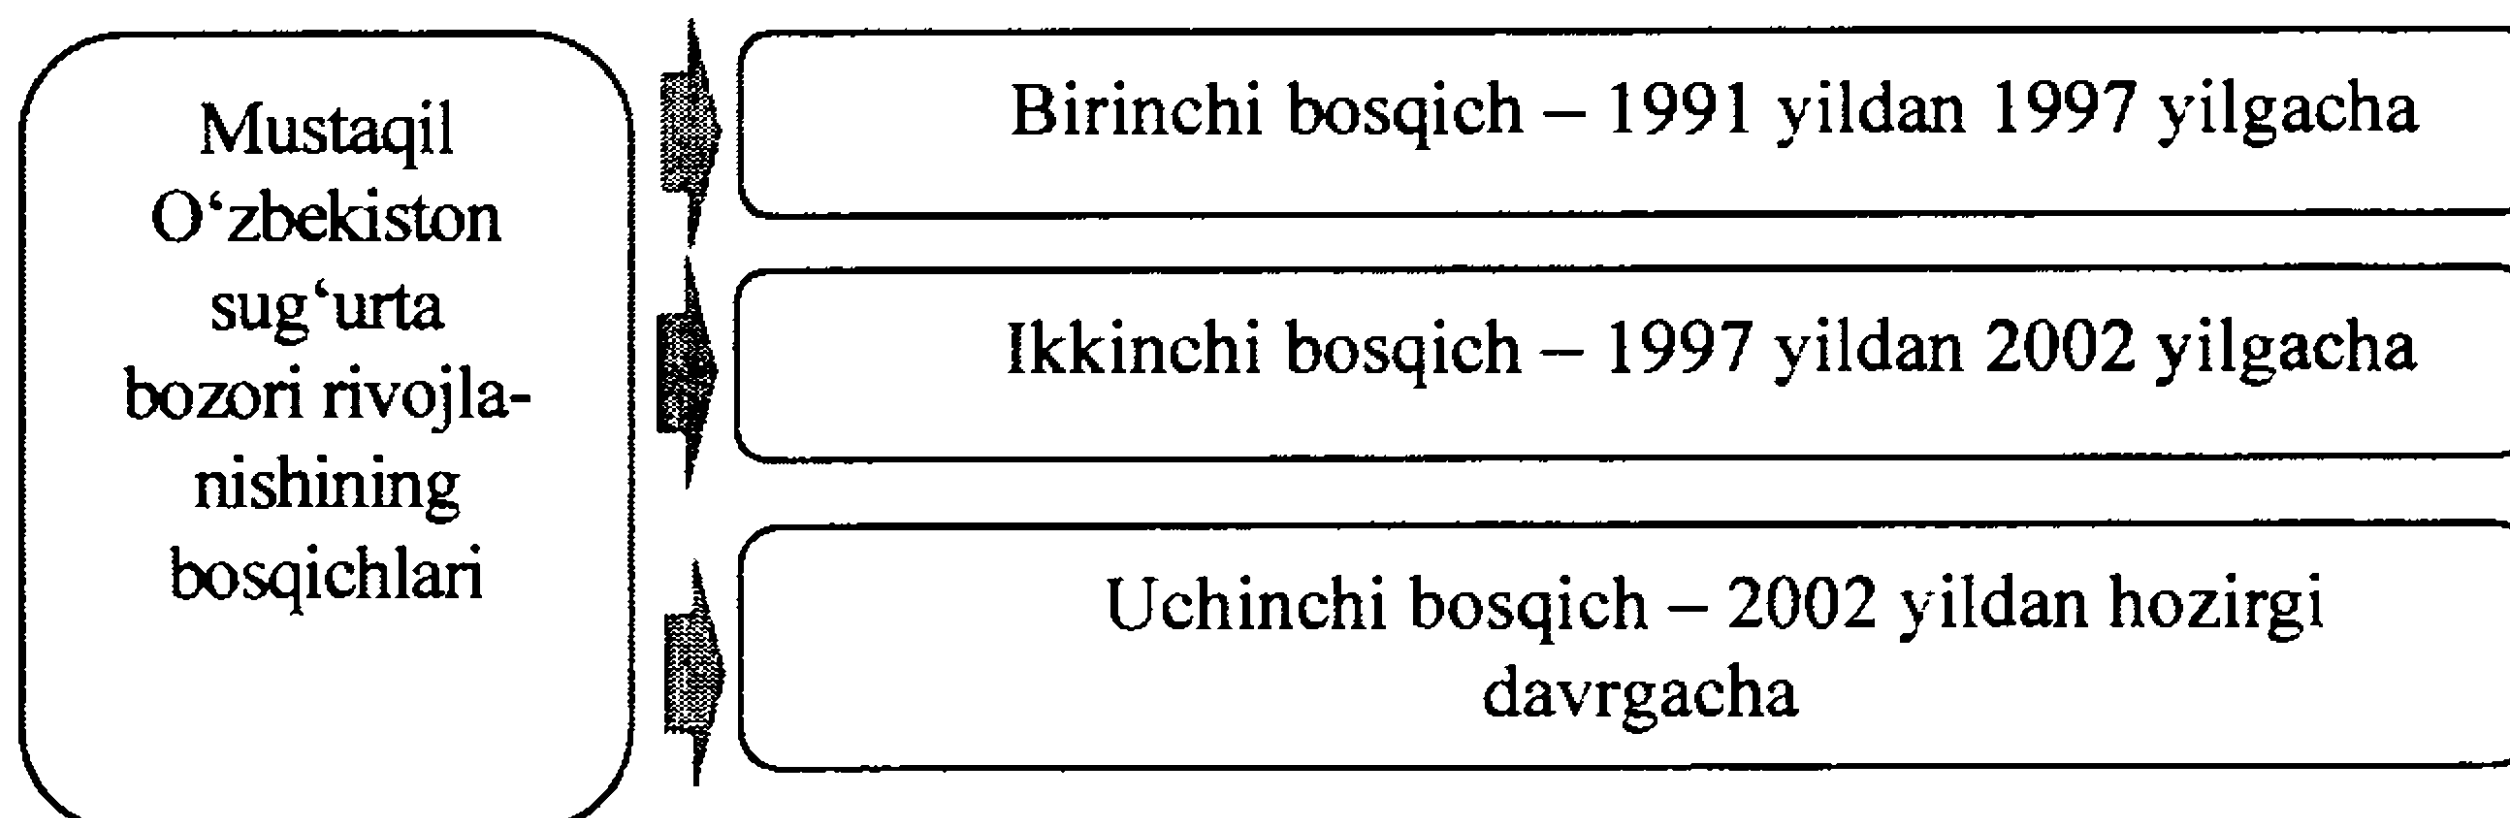 Mustaqil
O‘zbekiston
sug‘urta
bozori rivojla-
nishining
bosqichlari
Birinchi bosqich – 1991 yildan 1997 yilgacha
Ikkinchi bosqich – 1997 yildan 2002 yilgacha
Uchinchi bosqich – 2002 yildan hozirgi
davrgacha